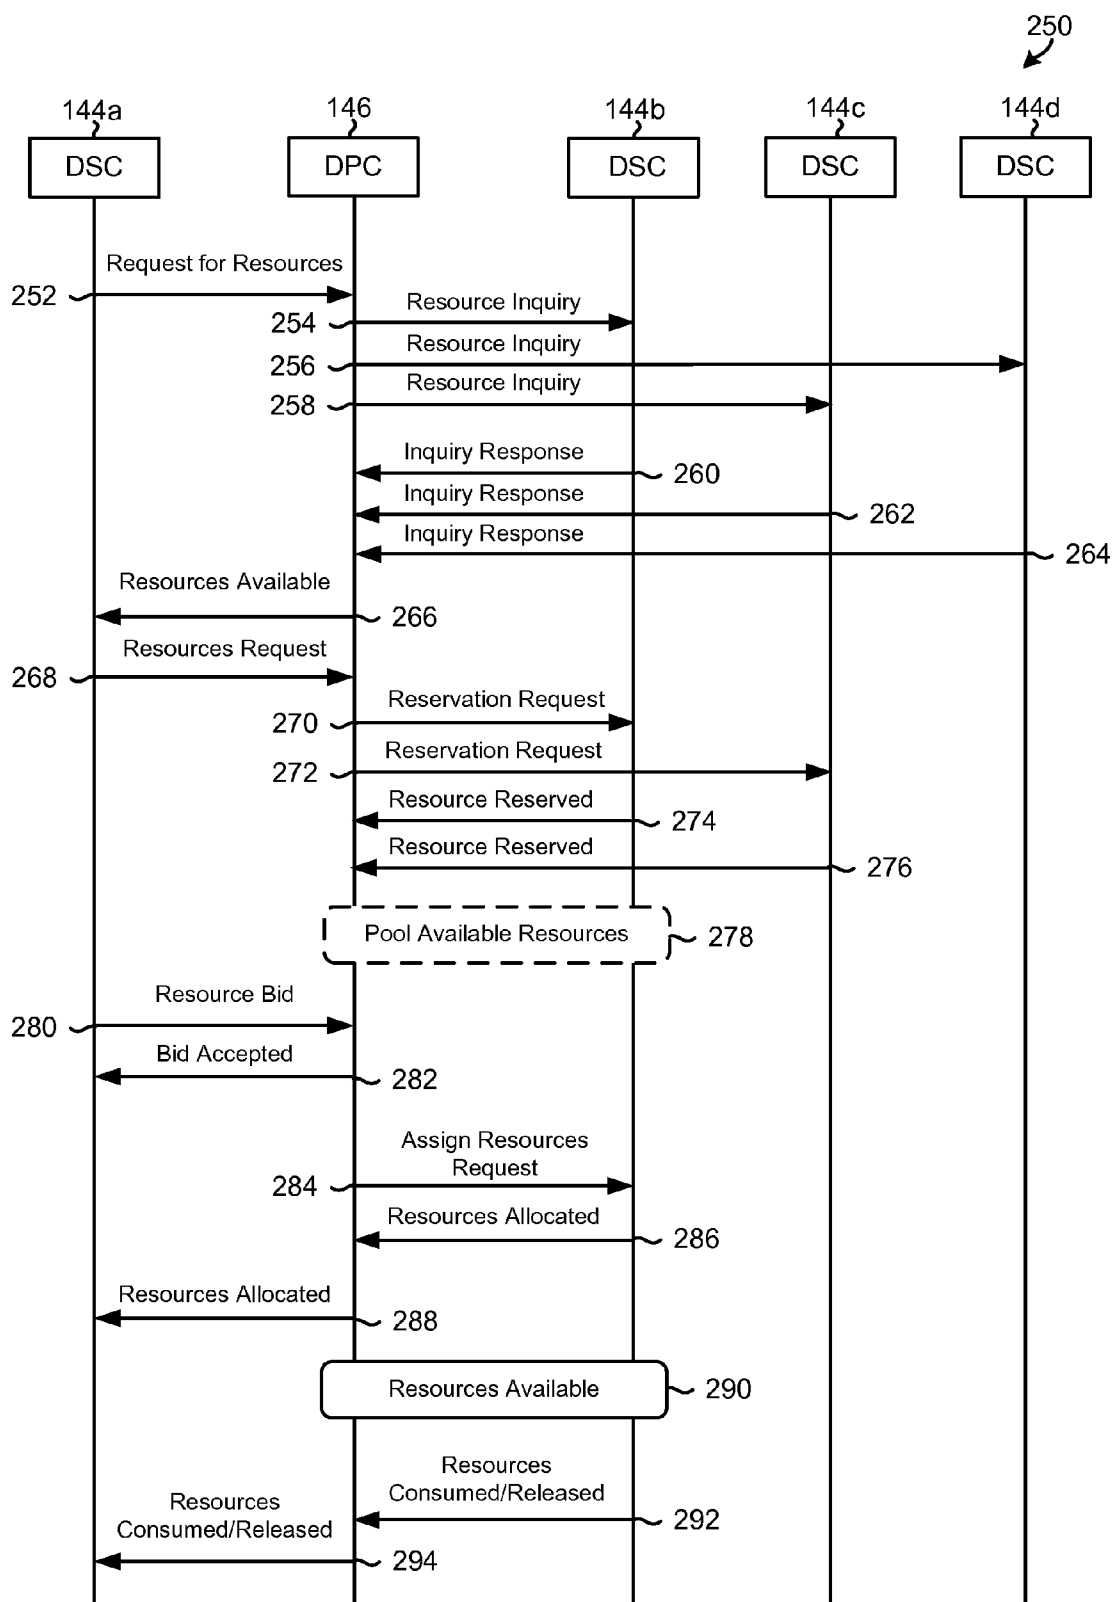 250
144a
146
144b
144c
144d
DSC
DPC
DSC
DSC
DSC
Request for Resources
252
Resource Inquiry
254
Resource Inquiry
256
Resource Inquiry
258
Inquiry Response
260
Inquiry Response
262
Inquiry Response
264
Resources Available
266
Resources Request
268
Reservation Request
270
Reservation Request
272
Resource Reserved
274
Resource Reserved
276
Pool Available Resources
278
Resource Bid
280
Bid Accepted
282
Assign Resources
Request
284
Resources Allocated
286
Resources Allocated
288
Resources Available
290
Resources
Consumed/Released
292
Resources
Consumed/Released
294